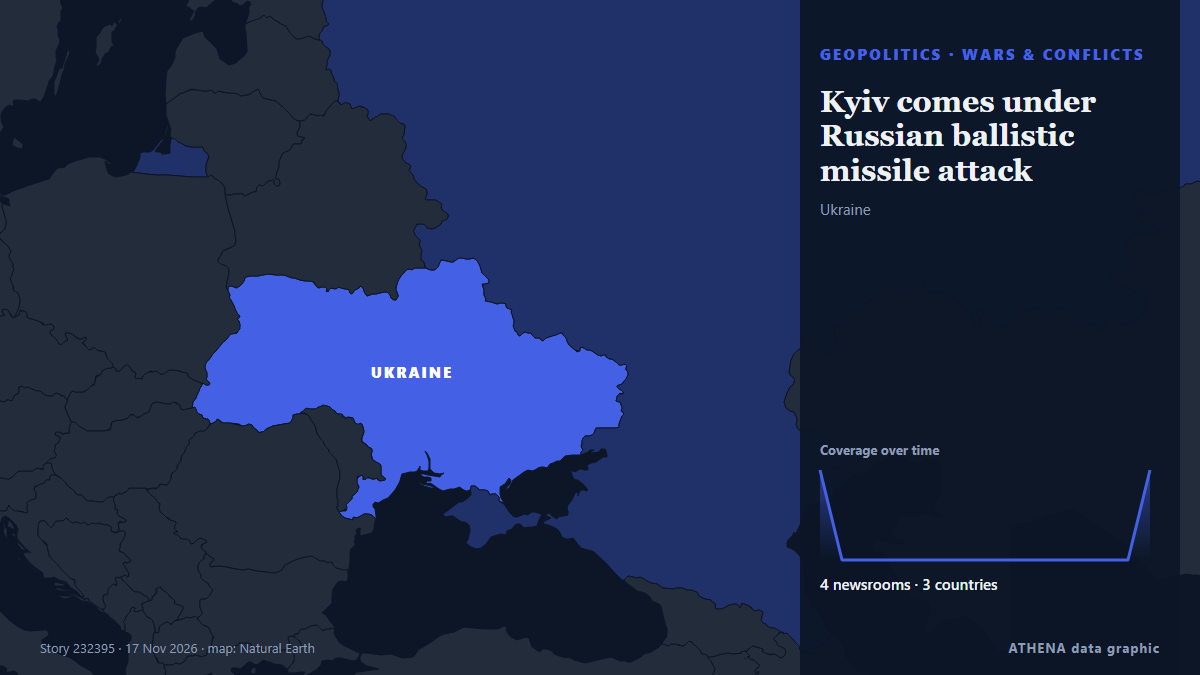 GEOPOLITICS · WARS & CONFLICTS
Kyiv comes under
Russian ballistic
missile attack
Ukraine
UKRAINE
Coverage over time
4 newsrooms · 3 countries
Story 232395 · 17 Nov 2026 · map: Natural Earth
ATHENA data graphic